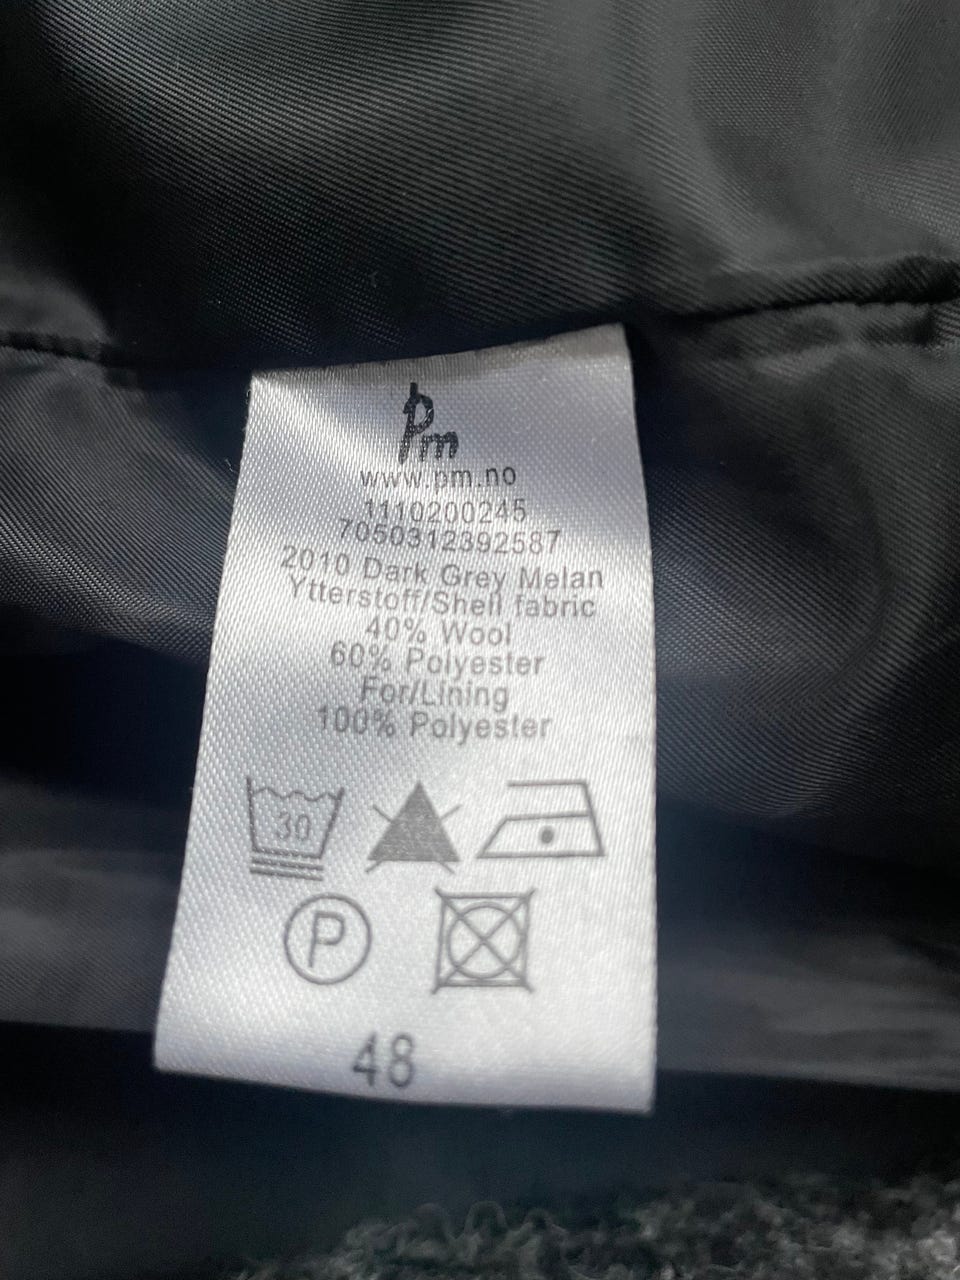 Pm
www.pm.no
1110200245
7050312392587
2010 Dark Grey Melan
Ytterstoff/Shell fabric
40% Wool
60% Polyester
For/Lining
100% Polyester
30
P
48